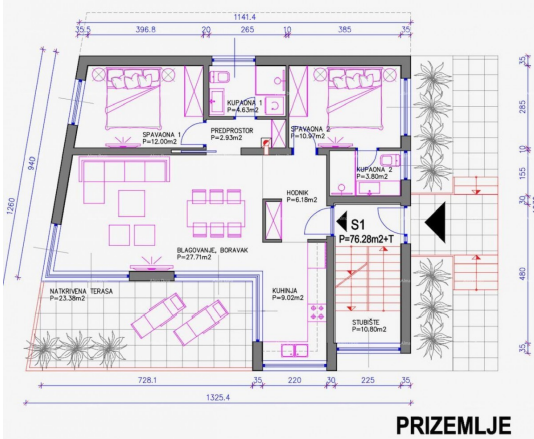 1141.4
35.5 396.8 20 265 10 385 35
KUPAONA 1
P=4.63m2
SPAVAONA 1
P=12.00m2
PREDPROSTOR
P=2.93m2
SPAVAONA 2
P=10.97m2
KUPAONA 2
P=3.80m2
HODNIK
P=6.18m2
S1
P=76.28m2+T
BLAGOVANJE, BORAVAK
P=27.71m2
NATKRIVENA TERASA
P=23.38m2
KUHINJA
P=9.02m2
STUBIŠTE
P=10.80m2
940
1260
35
285
10
155
30
480
35
728.1 35 220 30 225 35
1325.4
PRIZEMLJE